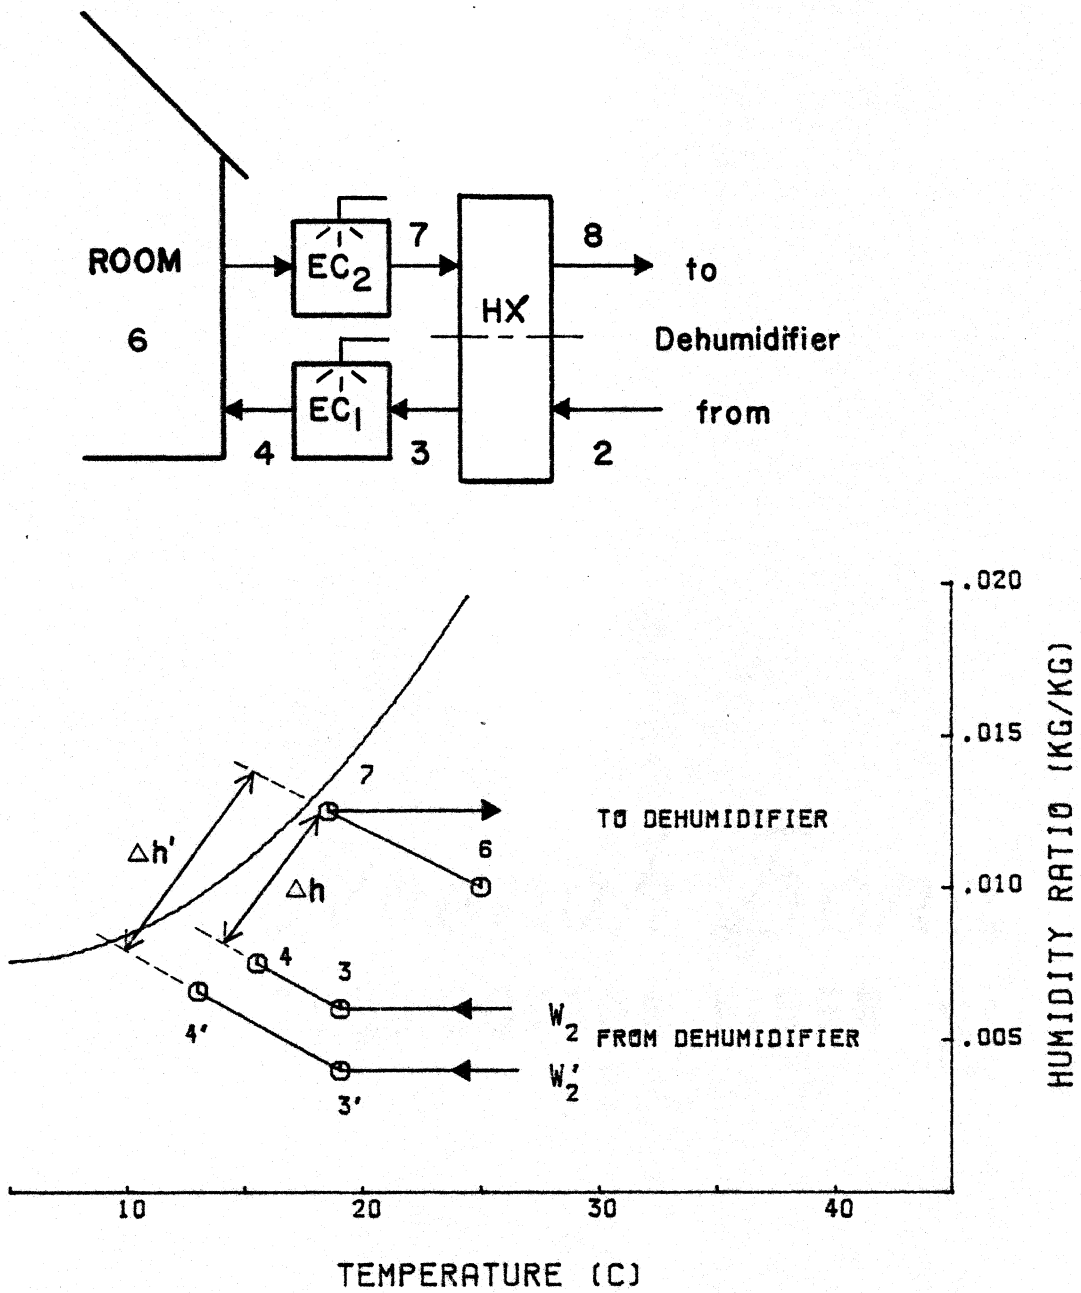 7
8
ROOM
EC2
to
HX
6
Dehumidifier
EC1
from
4
3
2
.020
.015
7
TO DEHUMIDIFIER
6
Δh'
.010
Δh
4
3
W2
FROM DEHUMIDIFIER
.005
4'
W2'
3'
HUMIDITY RATIO (KG/KG)
10
20
30
40
TEMPERATURE (C)